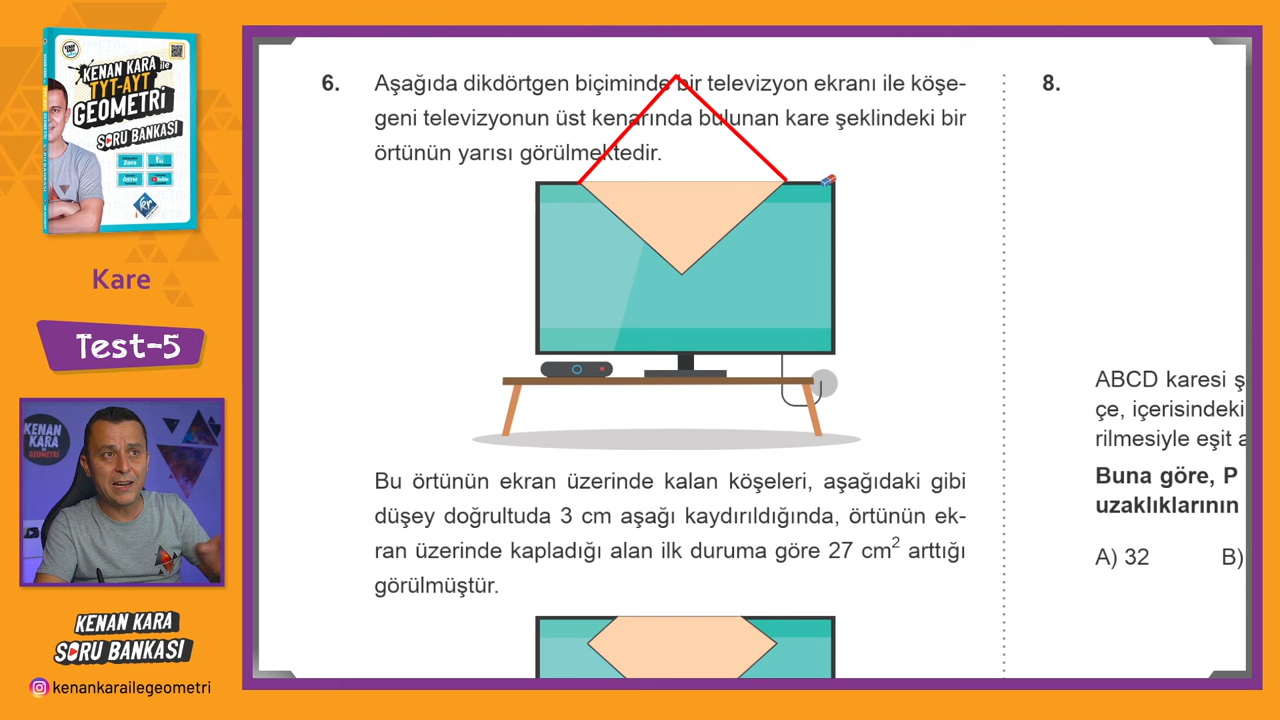 KENAN KARA ile
TYT-AYT
GEOMETRİ
SORU BANKASI
Kare
Test-5
KENAN
KARA
GEOMETRİ
KENAN KARA
SORU BANKASI
kenankarailegeometri
6. Aşağıda dikdörtgen biçiminde bir televizyon ekranı ile köşe-
geni televizyonun üst kenarında bulunan kare şeklindeki bir
örtünün yarısı görülmektedir.
Bu örtünün ekran üzerinde kalan köşeleri, aşağıdaki gibi
düşey doğrultuda 3 cm aşağı kaydırıldığında, örtünün ek-
ran üzerinde kapladığı alan ilk duruma göre 27 cm² arttığı
görülmüştür.
8.
ABCD karesi ş
çe, içerisindeki
rilmesiyle eşit a
Buna göre, P
uzaklıklarının
A) 32 B)